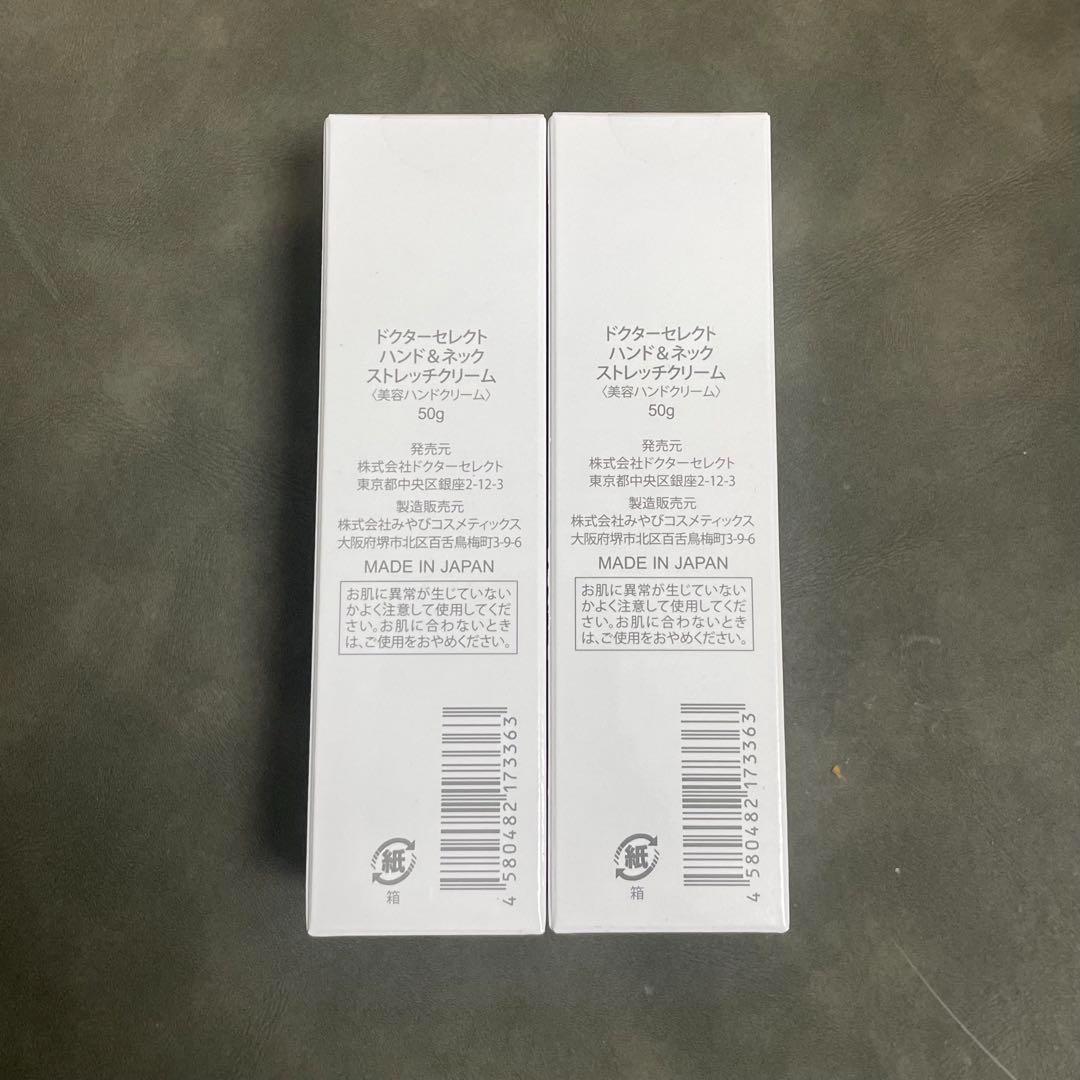 ドクターセレクト
ハンド＆ネック
ストレッチクリーム
〈美容ハンドクリーム〉
50g
発売元
株式会社ドクターセレクト
東京都中央区銀座2-12-3
製造販売元
株式会社みやびコスメティックス
大阪府堺市北区百舌鳥梅町3-9-6
MADE IN JAPAN
お肌に異常が生じていない
かよく注意して使用してくだ
さい。お肌に合わないとき
は、ご使用をおやめください。
4 580482 173363
紙
箱
ドクターセレクト
ハンド＆ネック
ストレッチクリーム
〈美容ハンドクリーム〉
50g
発売元
株式会社ドクターセレクト
東京都中央区銀座2-12-3
製造販売元
株式会社みやびコスメティックス
大阪府堺市北区百舌鳥梅町3-9-6
MADE IN JAPAN
お肌に異常が生じていない
かよく注意して使用してくだ
さい。お肌に合わないとき
は、ご使用をおやめください。
4 580482 173363
紙
箱